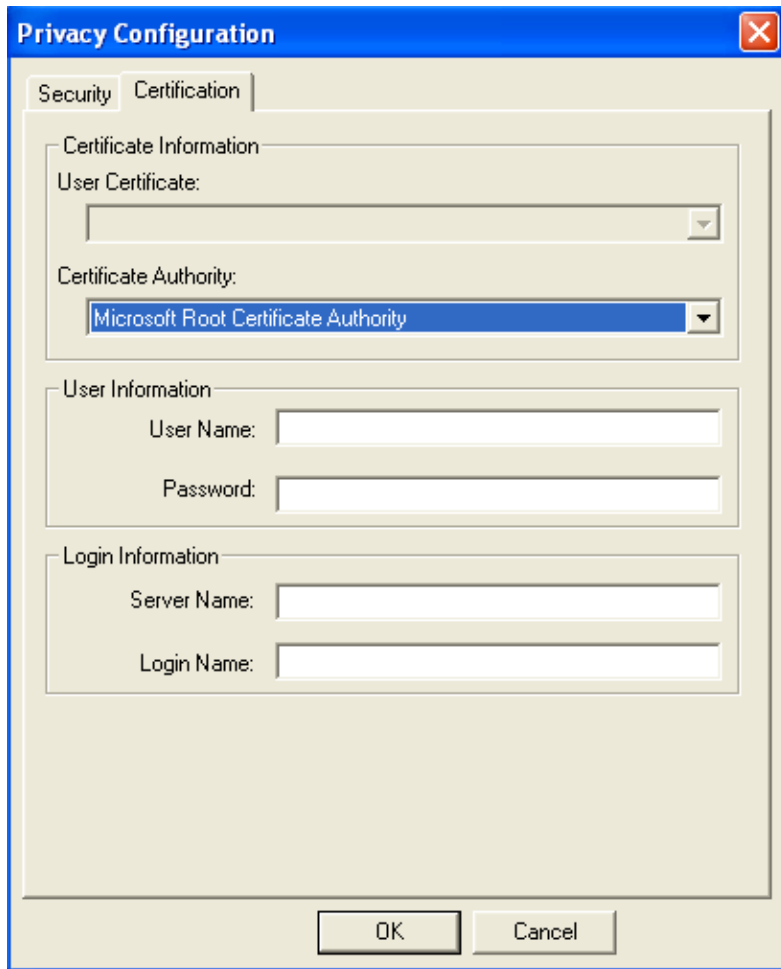 Privacy Configuration
Security Certification
Certificate Information
User Certificate:
Certificate Authority:
Microsoft Root Certificate Authority
User Information
User Name:
Password:
Login Information
Server Name:
Login Name:
OK Cancel